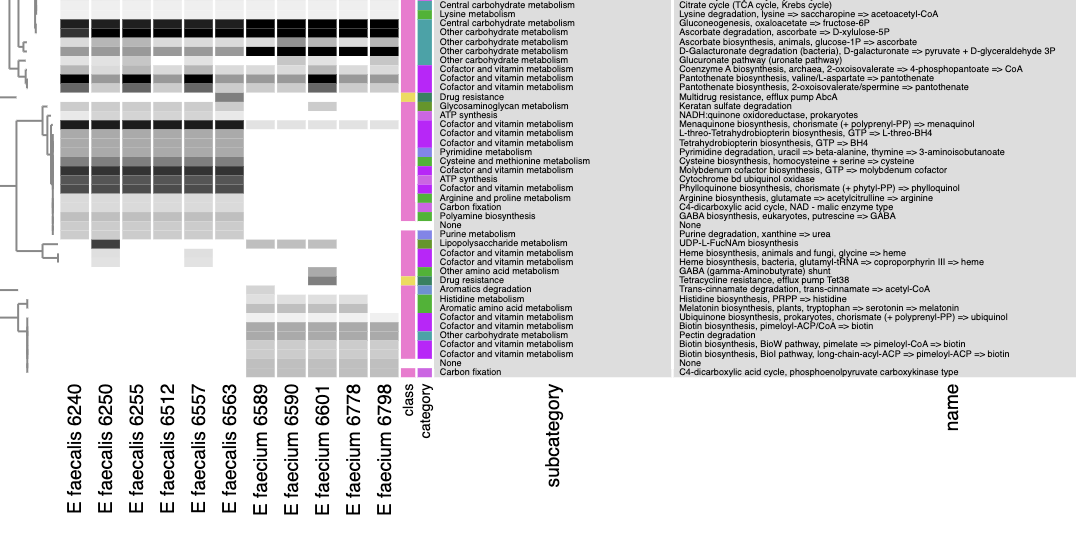 Central carbohydrate metabolism Citrate cycle (TCA cycle, Krebs cycle)
Lysine metabolism Lysine degradation, lysine => saccharopine => acetoacetyl-CoA
Central carbohydrate metabolism Gluconeogenesis, oxaloacetate => fructose-6P
Other carbohydrate metabolism Ascorbate degradation, ascorbate => D-xylulose-5P
Other carbohydrate metabolism Ascorbate biosynthesis, animals, glucose-1P => ascorbate
Other carbohydrate metabolism D-Galacturonate degradation (bacteria), D-galacturonate => pyruvate + D-glyceraldehyde 3P
Other carbohydrate metabolism Glucuronate pathway (uronate pathway)
Cofactor and vitamin metabolism Coenzyme A biosynthesis, archaea, 2-oxoisovalerate => 4-phosphopantoate => CoA
Cofactor and vitamin metabolism Pantothenate biosynthesis, valine/L-aspartate => pantothenate
Cofactor and vitamin metabolism Pantothenate biosynthesis, 2-oxoisovalerate/spermine => pantothenate
Drug resistance Multidrug resistance, efflux pump AbcA
Glycosaminoglycan metabolism Keratan sulfate degradation
ATP synthesis NADH:quinone oxidoreductase, prokaryotes
Cofactor and vitamin metabolism Menaquinone biosynthesis, chorismate (+ polyprenyl-PP) => menaquinol
Cofactor and vitamin metabolism L-threo-Tetrahydrobiopterin biosynthesis, GTP => L-threo-BH4
Cofactor and vitamin metabolism Tetrahydrobiopterin biosynthesis, GTP => BH4
Pyrimidine metabolism Pyrimidine degradation, uracil => beta-alanine, thymine => 3-aminoisobutanoate
Cysteine and methionine metabolism Cysteine biosynthesis, homocysteine + serine => cysteine
Cofactor and vitamin metabolism Molybdenum cofactor biosynthesis, GTP => molybdenum cofactor
ATP synthesis Cytochrome bd ubiquinol oxidase
Cofactor and vitamin metabolism Phylloquinone biosynthesis, chorismate (+ phytyl-PP) => phylloquinol
Arginine and proline metabolism Arginine biosynthesis, glutamate => acetylcitrulline => arginine
Carbon fixation C4-dicarboxylic acid cycle, NAD - malic enzyme type
Polyamine biosynthesis GABA biosynthesis, eukaryotes, putrescine => GABA
None None
Purine metabolism Purine degradation, xanthine => urea
Lipopolysaccharide metabolism UDP-L-FucNAm biosynthesis
Cofactor and vitamin metabolism Heme biosynthesis, animals and fungi, glycine => heme
Cofactor and vitamin metabolism Heme biosynthesis, bacteria, glutamyl-tRNA => coproporphyrin III => heme
Other amino acid metabolism GABA (gamma-Aminobutyrate) shunt
Drug resistance Tetracycline resistance, efflux pump Tet38
Aromatics degradation Trans-cinnamate degradation, trans-cinnamate => acetyl-CoA
Histidine metabolism Histidine biosynthesis, PRPP => histidine
Aromatic amino acid metabolism Melatonin biosynthesis, plants, tryptophan => serotonin => melatonin
Cofactor and vitamin metabolism Ubiquinone biosynthesis, prokaryotes, chorismate (+ polyprenyl-PP) => ubiquinol
Cofactor and vitamin metabolism Biotin biosynthesis, pimeloyl-ACP/CoA => biotin
Other carbohydrate metabolism Pectin degradation
Cofactor and vitamin metabolism Biotin biosynthesis, BioW pathway, pimelate => pimeloyl-CoA => biotin
Cofactor and vitamin metabolism Biotin biosynthesis, BioI pathway, long-chain-acyl-ACP => pimeloyl-ACP => biotin
None None
Carbon fixation C4-dicarboxylic acid cycle, phosphoenolpyruvate carboxykinase type
E faecalis 6240
E faecalis 6250
E faecalis 6255
E faecalis 6512
E faecalis 6557
E faecalis 6563
E faecium 6589
E faecium 6590
E faecium 6601
E faecium 6778
E faecium 6798
class
category
subcategory
name